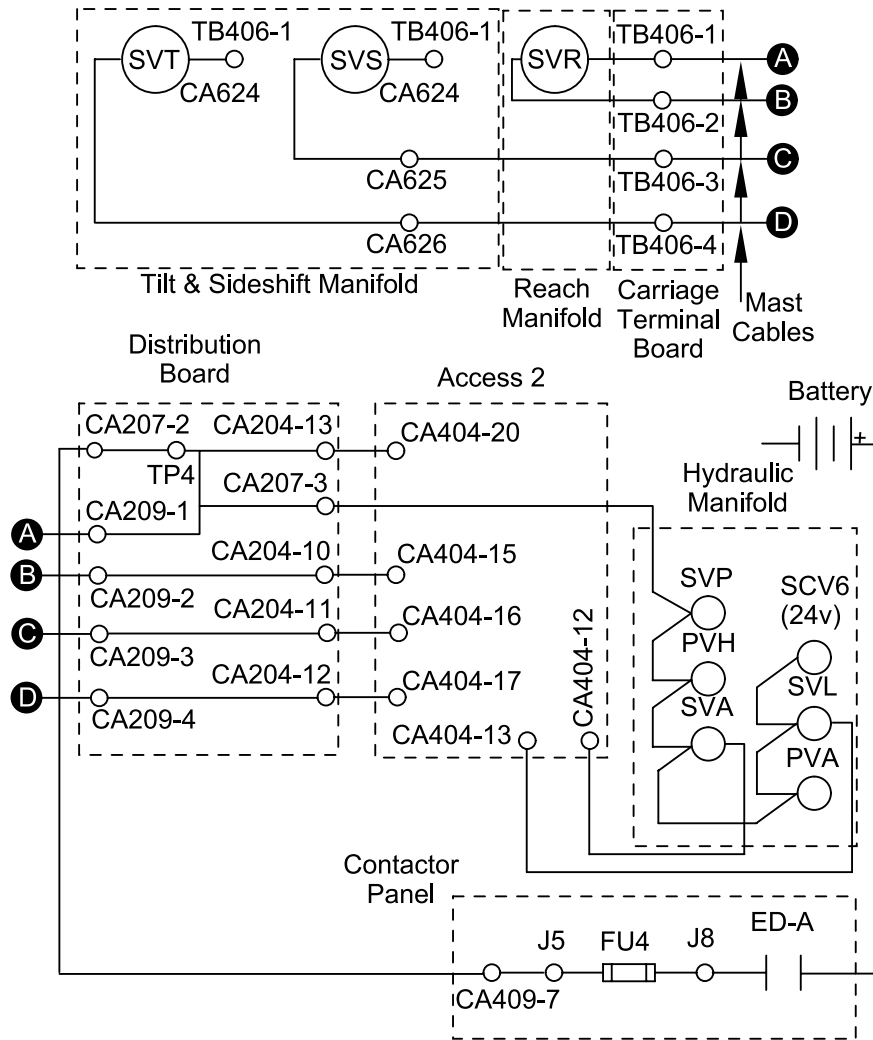 TB406-1 TB406-1 TB406-1
SVT SVS SVR A
CA624 CA624
B
TB406-2
C
CA625 TB406-3
D
CA626 TB406-4
Tilt & Sideshift Manifold
Reach
Manifold
Carriage
Terminal
Board
Mast
Cables
Distribution
Board
Access 2
Battery
+
CA207-2 CA204-13 CA404-20
TP4
CA207-3
Hydraulic
Manifold
CA209-1
A
CA204-10 CA404-15
B
CA209-2
SVP
SCV6
(24v)
CA204-11 CA404-16
C
CA209-3
PVH
CA404-12
CA204-12 CA404-17
D
CA209-4
SVA
SVL
CA404-13
PVA
Contactor
Panel
J5 FU4 J8 ED-A
CA409-7